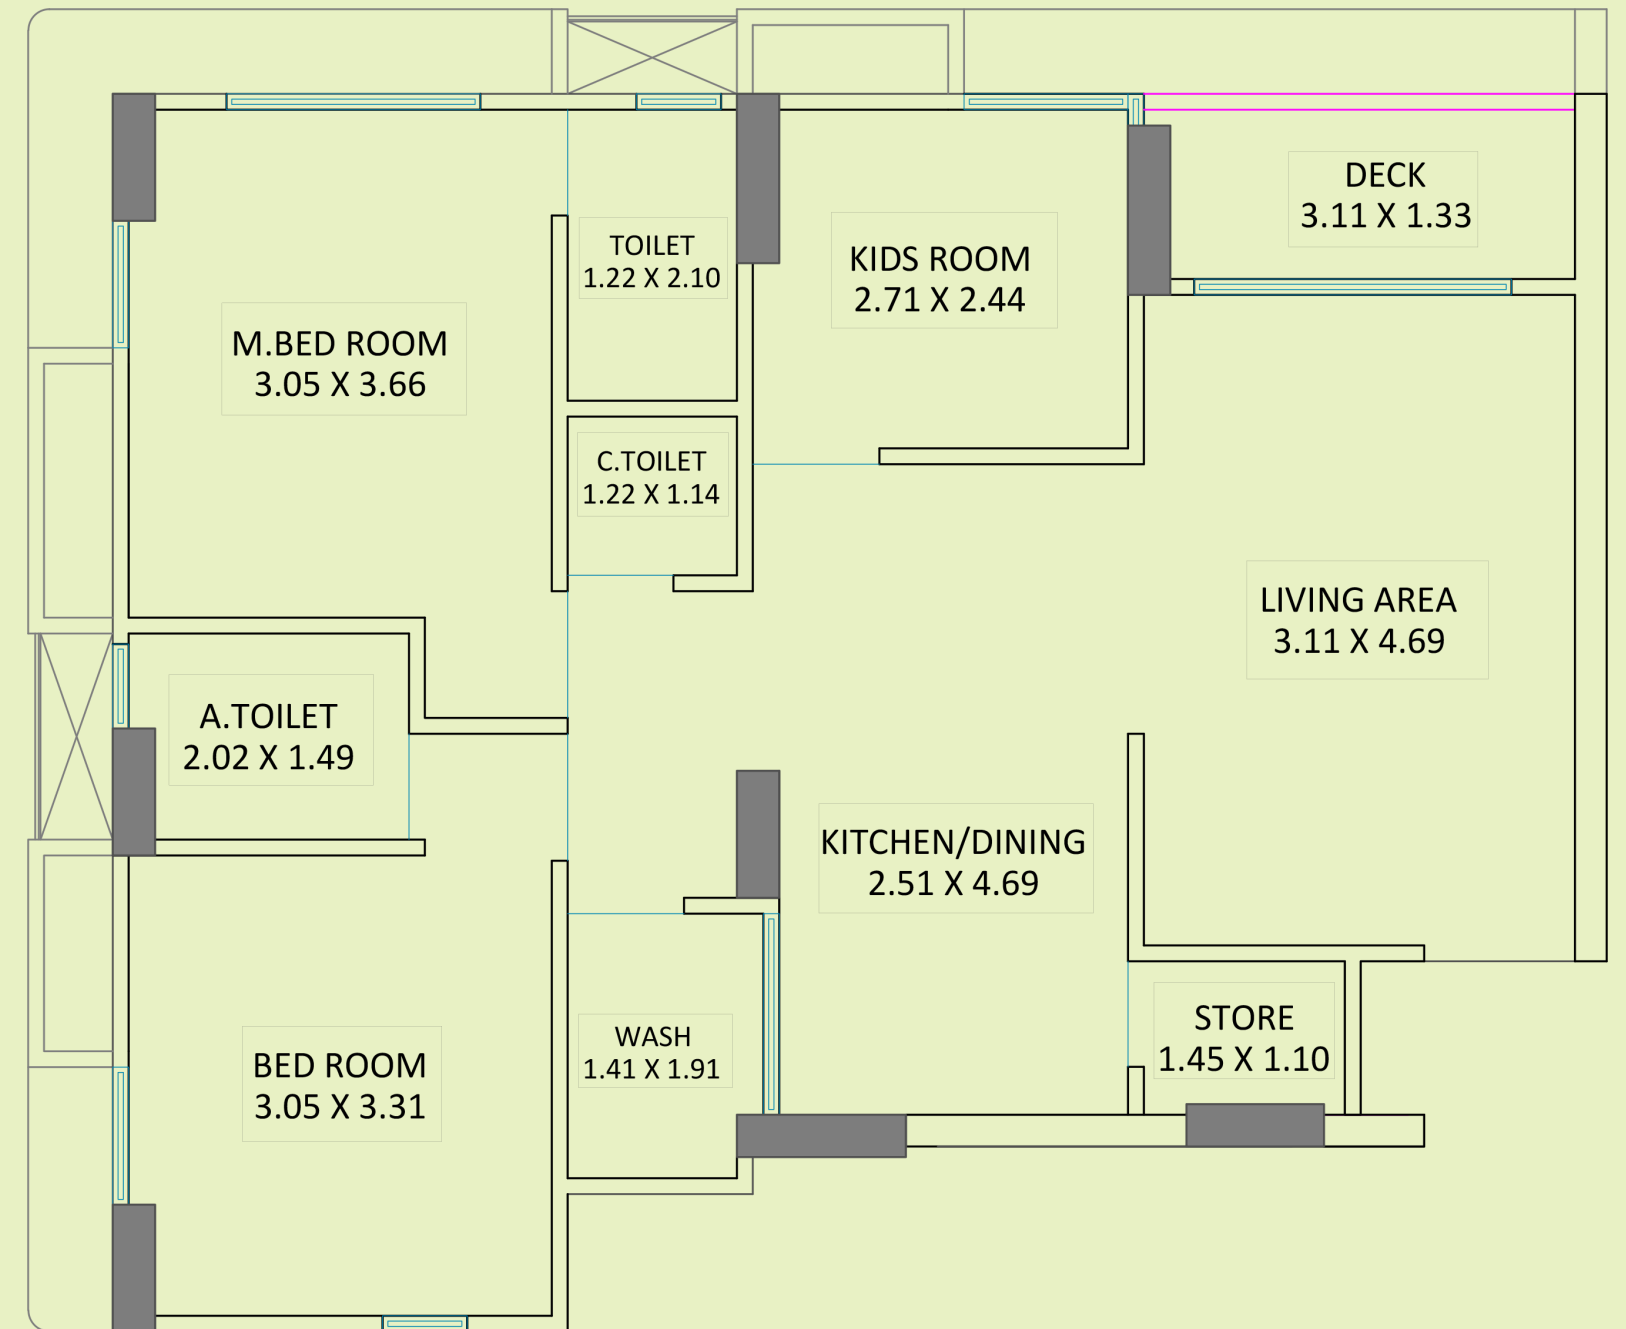 DECK
3.11 X 1.33
TOILET
1.22 X 2.10
KIDS ROOM
2.71 X 2.44
M.BED ROOM
3.05 X 3.66
C.TOILET
1.22 X 1.14
LIVING AREA
3.11 X 4.69
A.TOILET
2.02 X 1.49
KITCHEN/DINING
2.51 X 4.69
STORE
1.45 X 1.10
WASH
1.41 X 1.91
BED ROOM
3.05 X 3.31